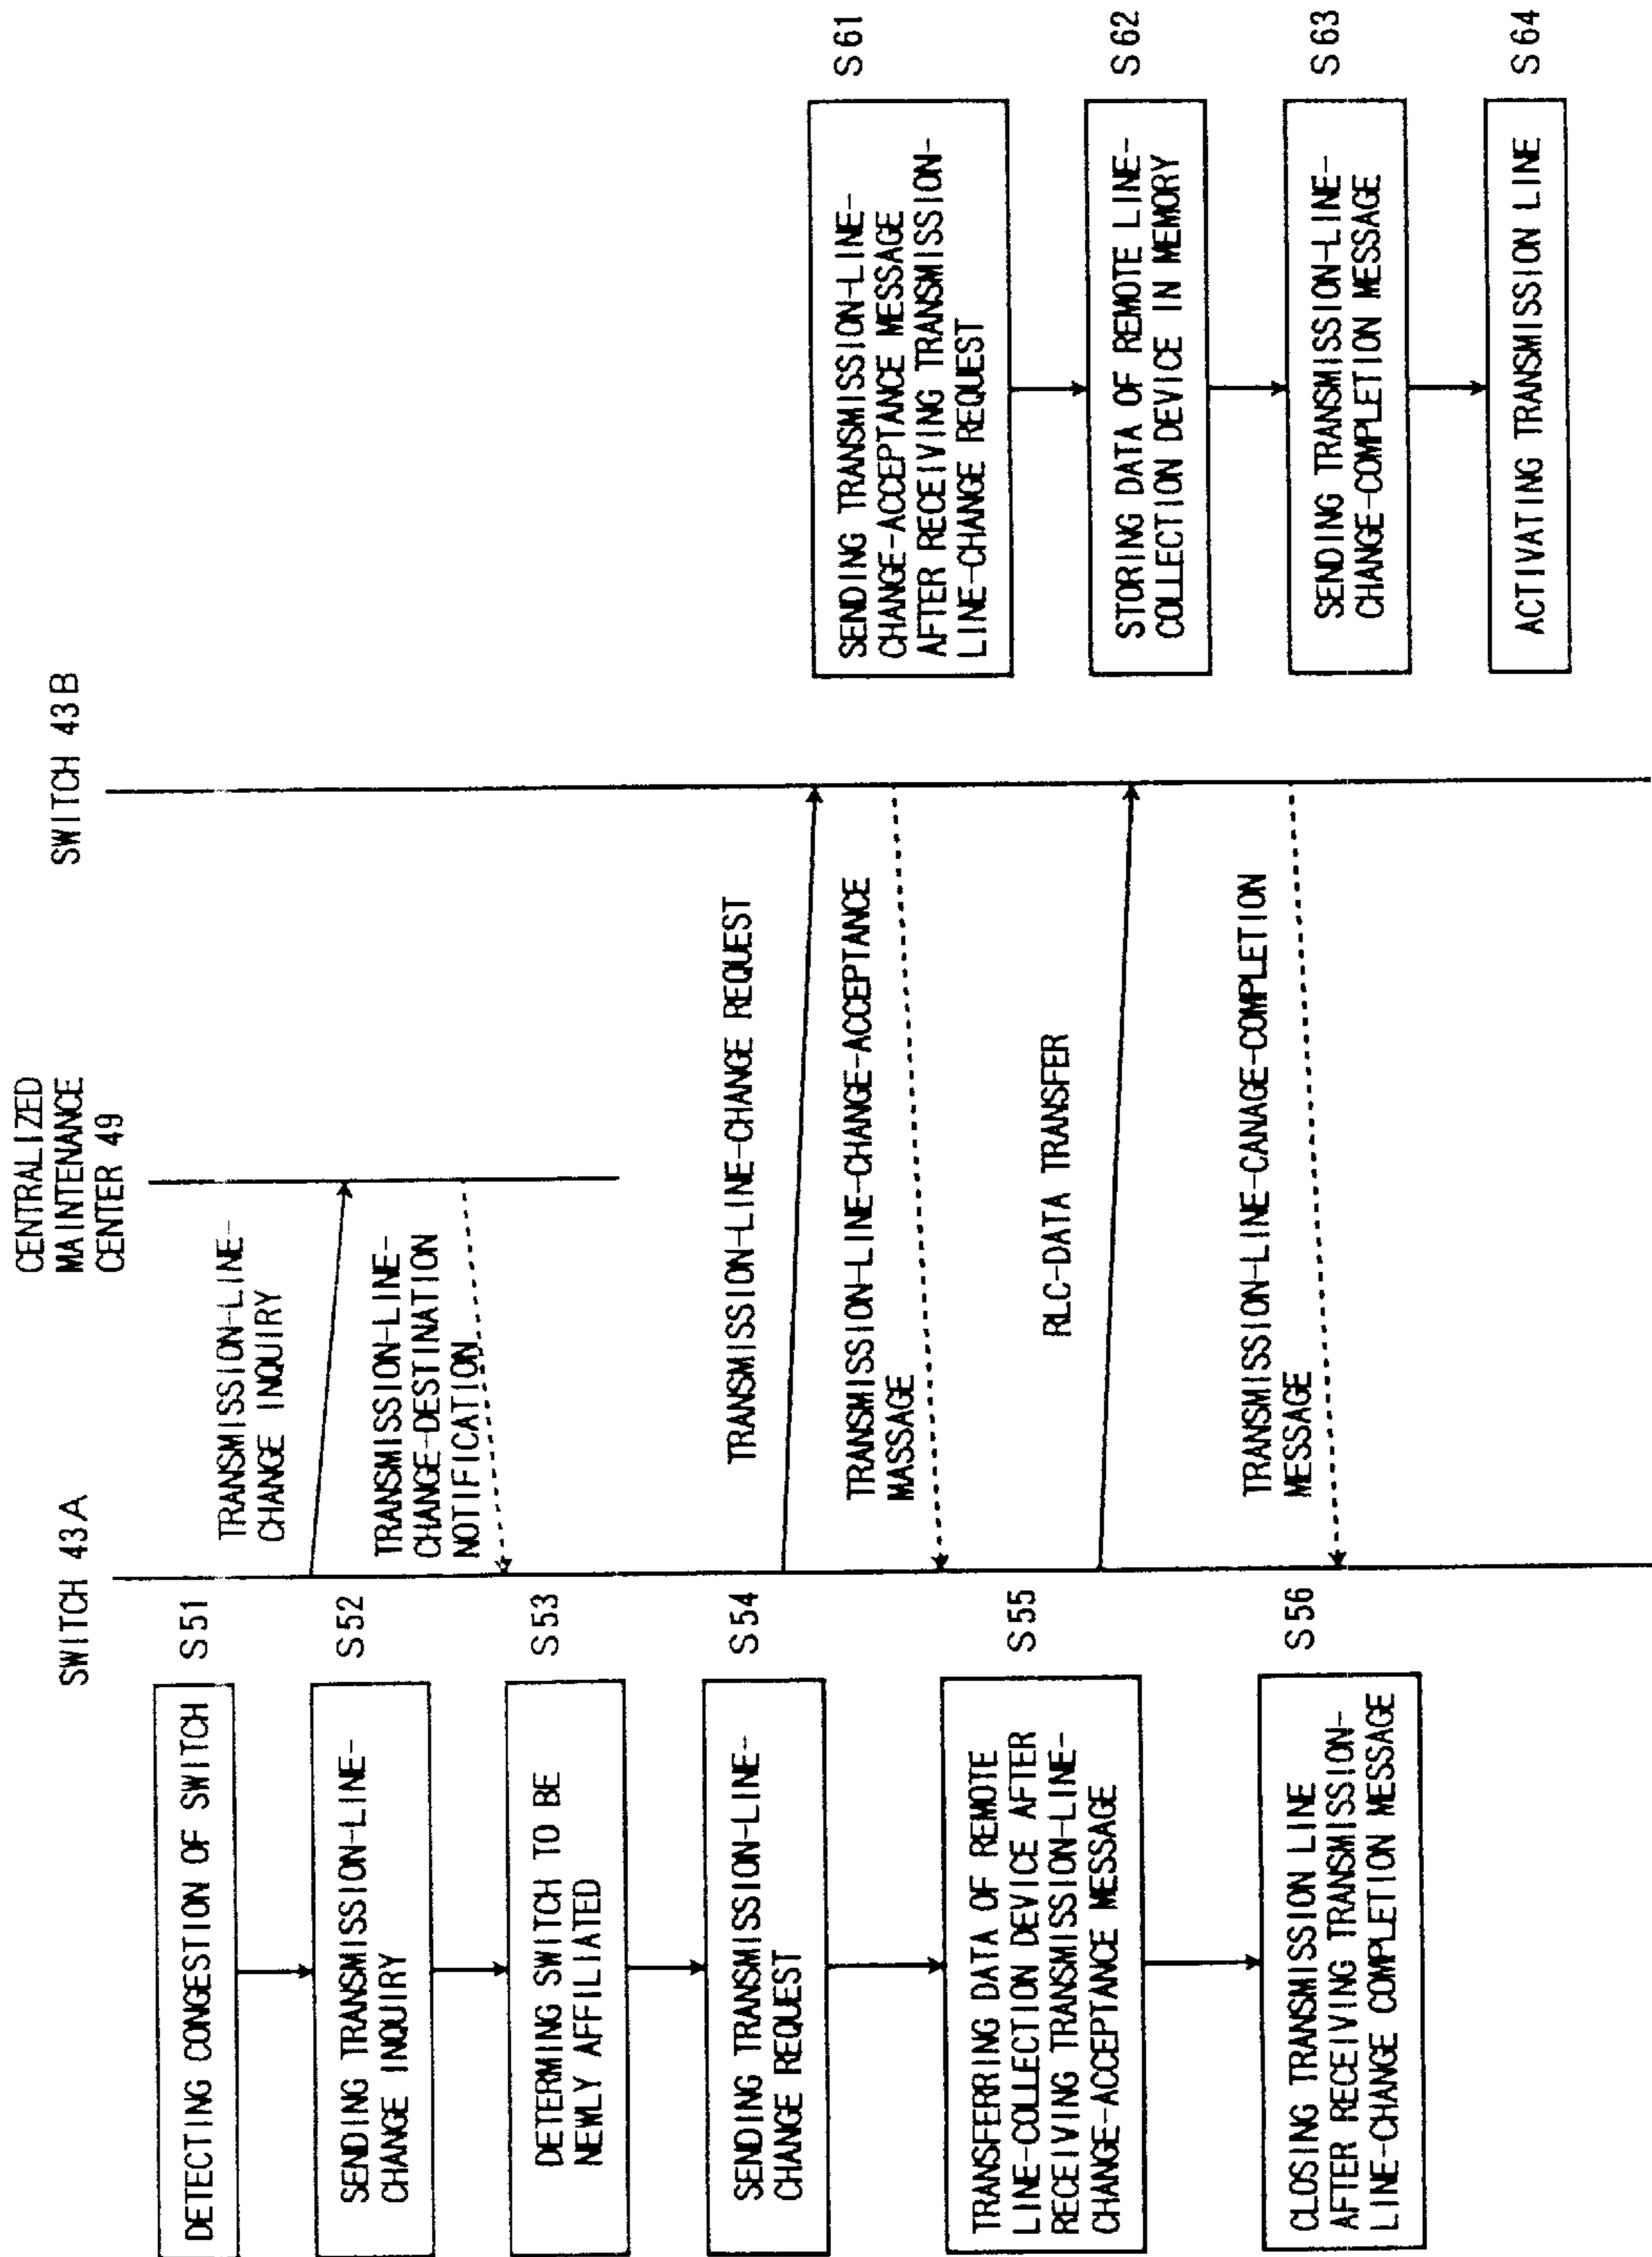 SWITCH 43A
CENTRALIZED
MAINTENANCE
CENTER 49
SWITCH 43B
DETECTING CONGESTION OF SWITCH
S51
SENDING TRANSMISSION-LINE-
CHANGE INQUIRY
S52
DETERMING SWITCH TO BE
NEWLY AFFILIATED
S53
SENDING TRANSMISSION-LINE-
CHANGE REQUEST
S54
TRANSFERRING DATA OF REMOTE
LINE-COLLECTION DEVICE AFTER
RECEIVING TRANSMISSION-LINE-
CHANGE-ACCEPTANCE MESSAGE
S55
CLOSING TRANSMISSION LINE
AFTER RECEIVING TRANSMISSION-
LINE-CHANGE COMPLETION MESSAGE
S56
TRANSMISSION-LINE-
CHANGE INQUIRY
TRANSMISSION-LINE-
CHANGE-DESTINATION
NOTIFICATION
TRANSMISSION-LINE-CHANGE REQUEST
TRANSMISSION-LINE-CHANGE-ACCEPTANCE
MASSAGE
RLC-DATA TRANSFER
TRANSMISSION-LINE-CANAGE-COMPLETION
MESSAGE
SENDING TRANSMISSION-LINE-
CHANGE-ACCEPTANCE MESSAGE
AFTER RECEIVING TRANSMISSION-
LINE-CHANGE REQUEST
S61
STORING DATA OF REMOTE LINE-
COLLECTION DEVICE IN MEMORY
S62
SENDING TRANSMISSION-LINE-
CHANGE-COMPLETION MESSAGE
S63
ACTIVATING TRANSMISSION LINE
S64